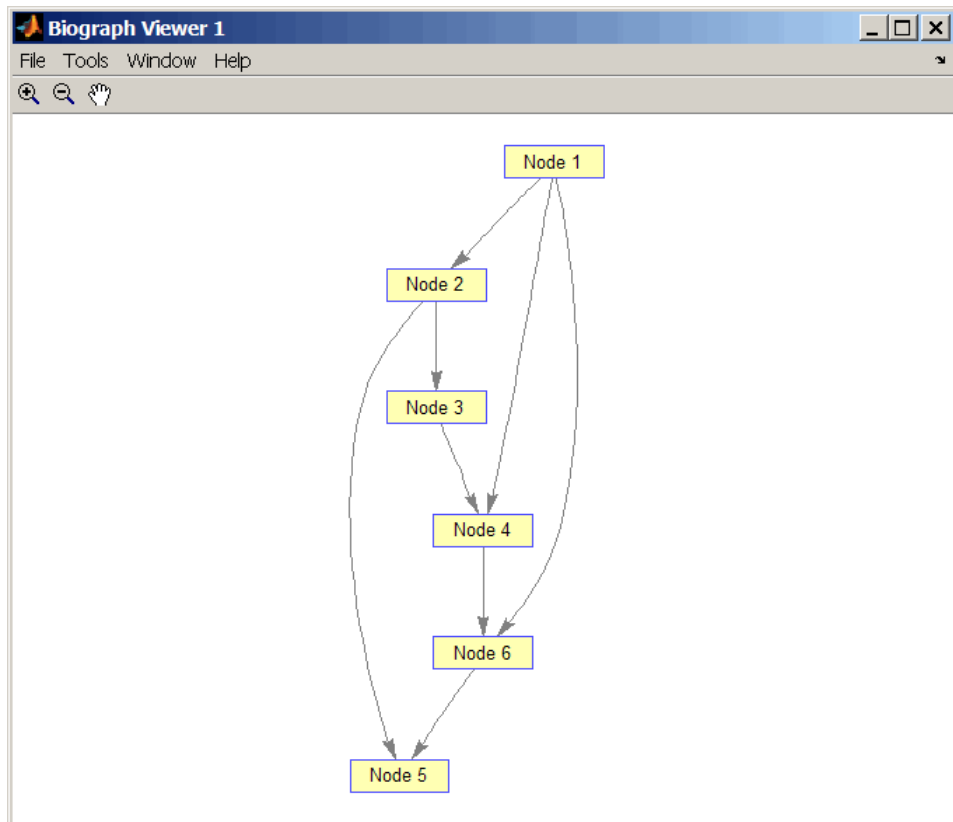 Biograph Viewer 1
File Tools Window Help
Node 1
Node 2
Node 3
Node 4
Node 6
Node 5